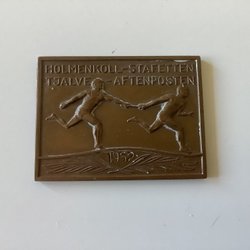 HOLMENKOLL-STAFETTEN
TJALVE - AFTENPOSTEN
1952